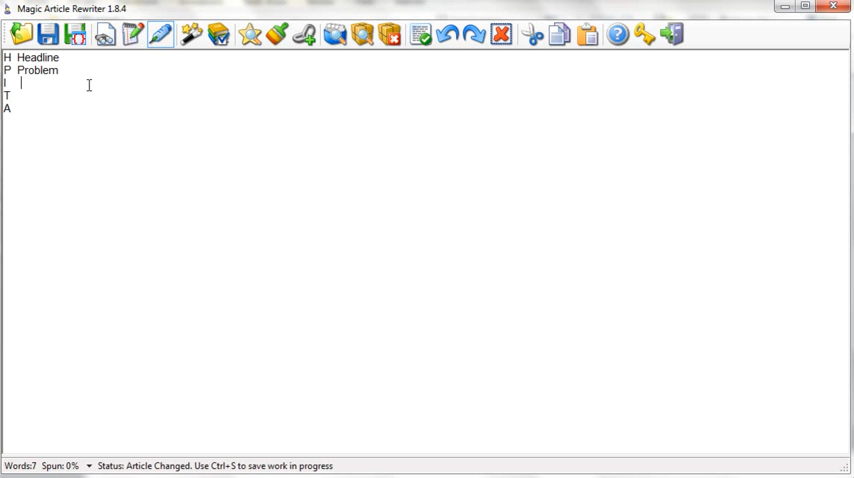 Magic Article Rewriter 1.8.4
H Headline
P Problem
I
T
A
Words:7 Spun: 0% Status: Article Changed. Use Ctrl+S to save work in progress